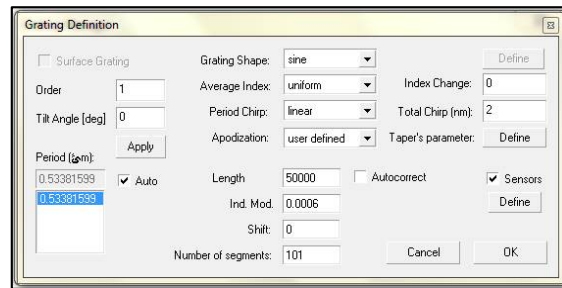 Grating Definition
Surface Grating
Grating Shape: sine Define
Order 1
Average Index: uniform Index Change: 0
Tilt Angle [deg] 0
Period Chirp: linear Total Chirp (nm): 2
Apply
Apodization: user defined Taper's parameter: Define
Period (ًm):
0.53381599 Auto
Length 50000 Autocorrect Sensors
0.53381599
Ind. Mod. 0.0006 Define
Shift: 0
Number of segments: 101 Cancel OK